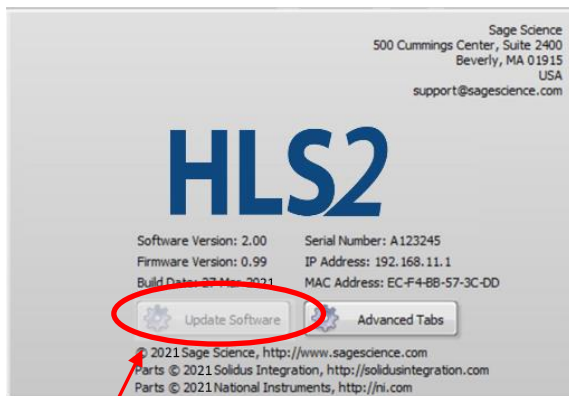 Sage Science
500 Cummings Center, Suite 2400
Beverly, MA 01915
USA
support@sagescience.com
HLS2
Software Version: 2.00 Serial Number: A123245
Firmware Version: 0.99 IP Address: 192.168.11.1
Build Date: 27 Mar 2021 MAC Address: EC-F4-BB-57-3C-DD
Update Software Advanced Tabs
© 2021 Sage Science, http://www.sagescience.com
Parts © 2021 Solidus Integration, http://solidusintegration.com
Parts © 2021 National Instruments, http://ni.com